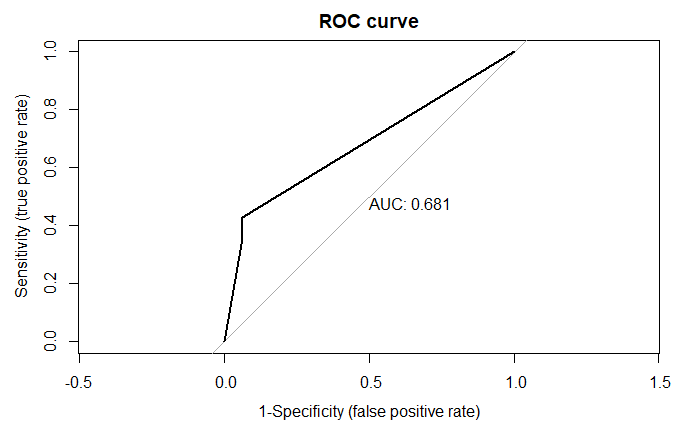 ROC curve
Sensitivity (true positive rate)
1.0
0.8
0.6
0.4
0.2
0.0
AUC: 0.681
-0.5 0.0 0.5 1.0 1.5
1-Specificity (false positive rate)